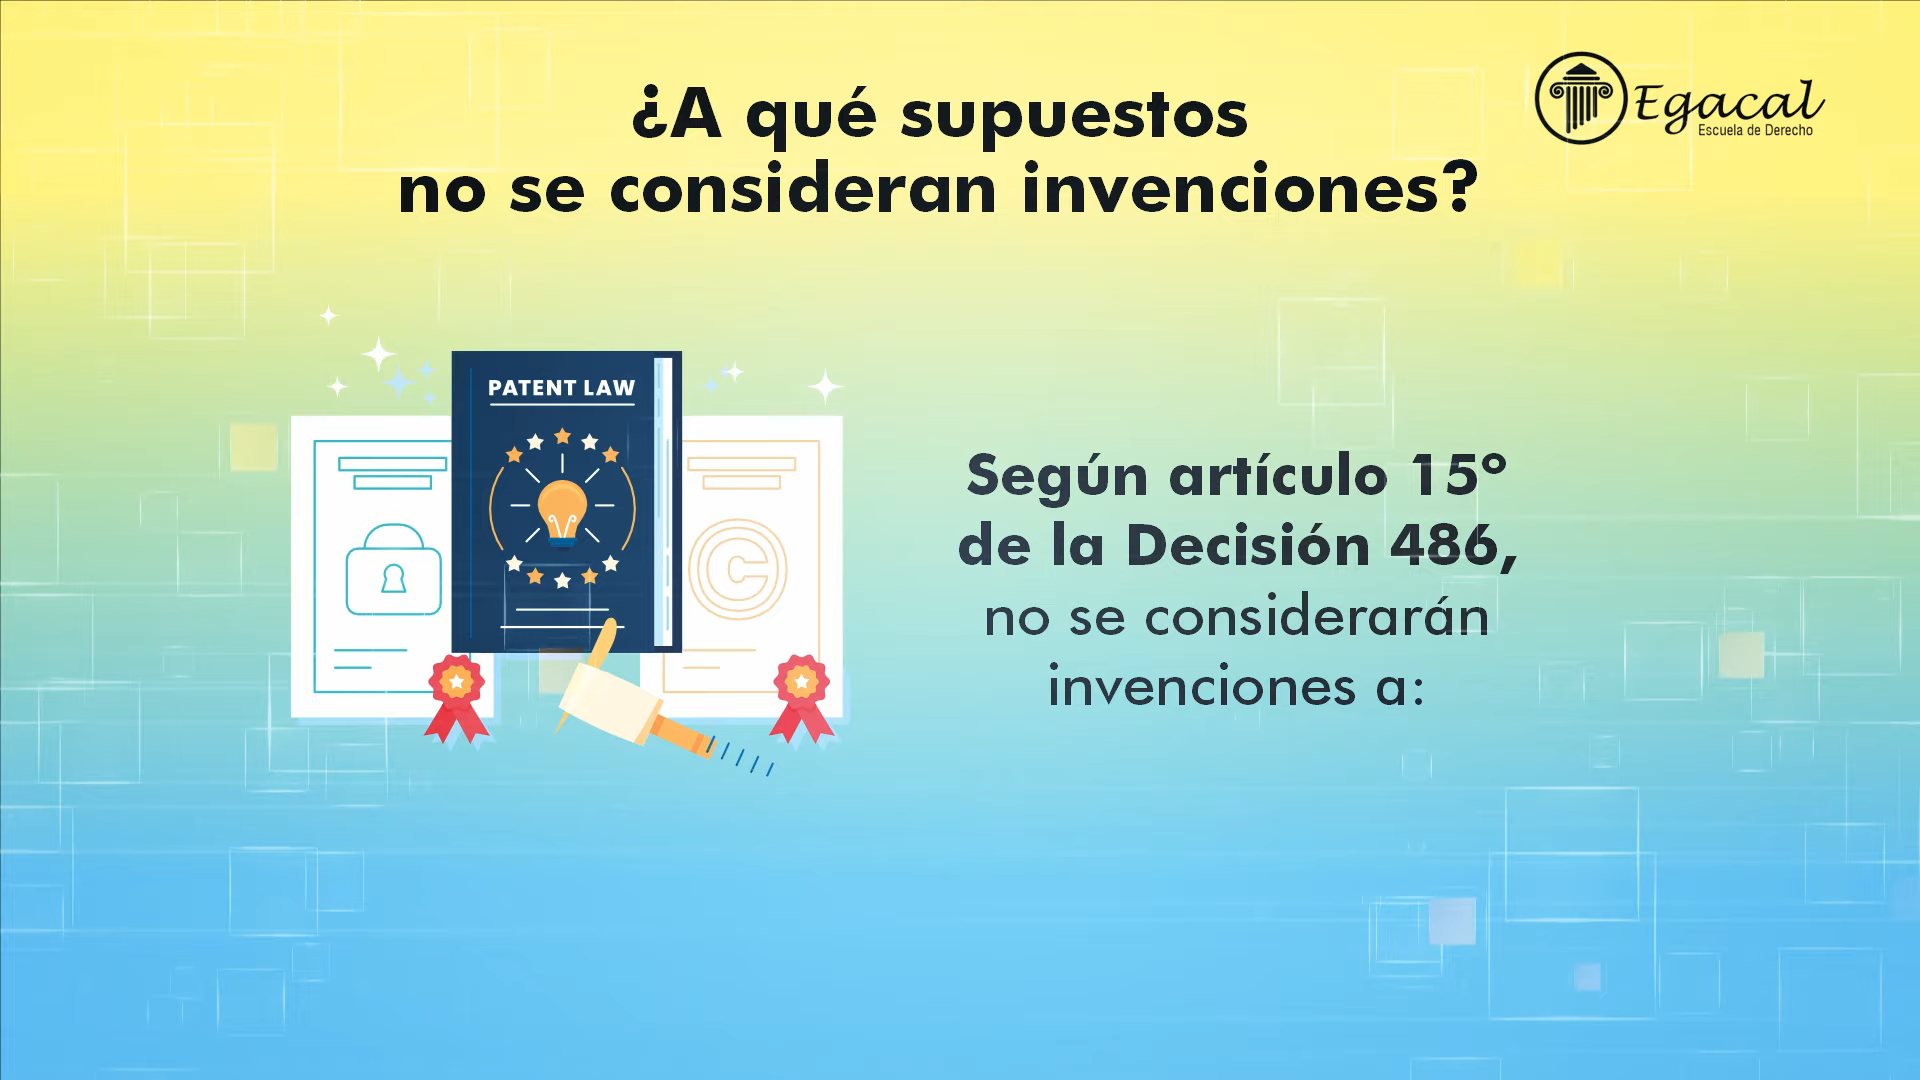 ¿A qué supuestos
no se consideran invenciones?
Egacal
Escuela de Derecho
PATENT LAW
C
Según artículo 15º
de la Decisión 486,
no se considerarán
invenciones a: